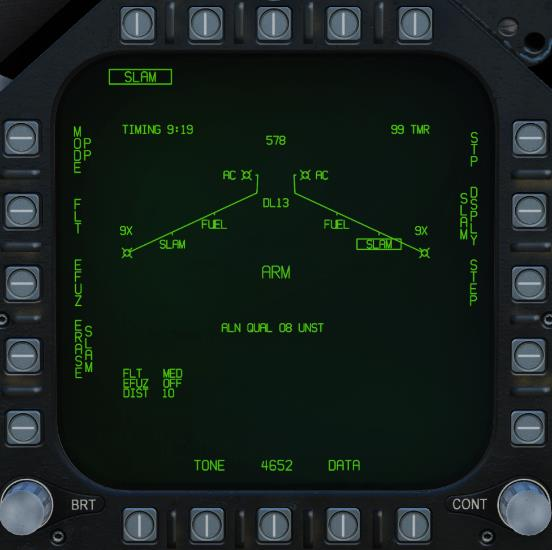 SLAM
TIMING 9:19
99 TMR
578
MODE PP
STP
AC AC
DL13
FLT
DSPLY SLAM
FUEL FUEL
9X 9X
SLAM SLAM
EFUZ
ARM
STEP
ERASE SLAM
ALN QUAL 08 UNST
FLT MED
EFUZ OFF
DIST 10
TONE 4652 DATA
BRT
CONT